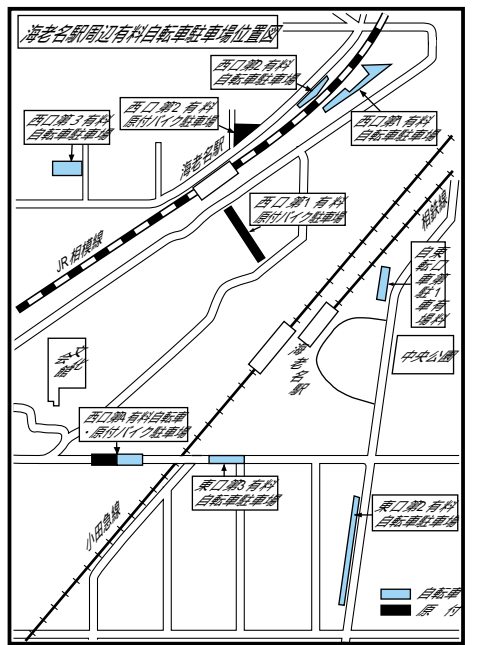 海老名駅周辺有料自転車駐車場位置図
西口第2 有料
自転車駐車場
西口第2 有料
原付バイク駐車場
西口第3 有料
自転車駐車場
西口第1 有料
自転車駐車場
海老名駅
西口第1 有料
原付バイク駐車場
相鉄線
JR相模線
東口第1有料
自転車駐車場
中央公園
文化
会館
海老名駅
西口第4有料自転車
・原付バイク駐車場
東口第3有料
自転車駐車場
東口第2有料
自転車駐車場
小田急線
自転車
原 付